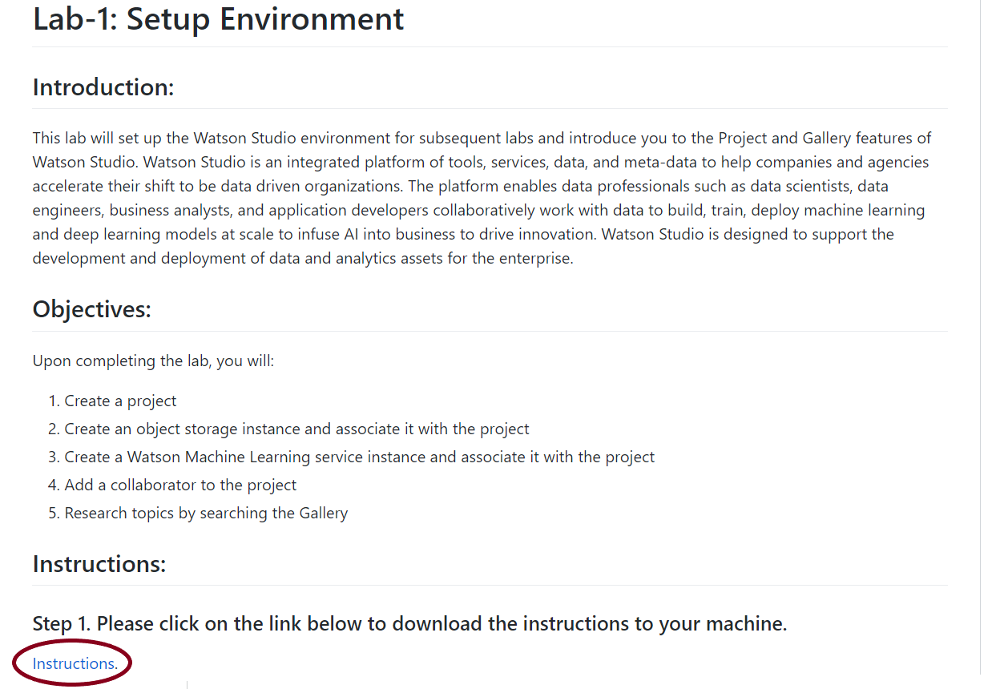 Lab-1: Setup Environment
Introduction:
This lab will set up the Watson Studio environment for subsequent labs and introduce you to the Project and Gallery features of
Watson Studio. Watson Studio is an integrated platform of tools, services, data, and meta-data to help companies and agencies
accelerate their shift to be data driven organizations. The platform enables data professionals such as data scientists, data
engineers, business analysts, and application developers collaboratively work with data to build, train, deploy machine learning
and deep learning models at scale to infuse AI into business to drive innovation. Watson Studio is designed to support the
development and deployment of data and analytics assets for the enterprise.
Objectives:
Upon completing the lab, you will:
1. Create a project
2. Create an object storage instance and associate it with the project
3. Create a Watson Machine Learning service instance and associate it with the project
4. Add a collaborator to the project
5. Research topics by searching the Gallery
Instructions:
Step 1. Please click on the link below to download the instructions to your machine.
Instructions.